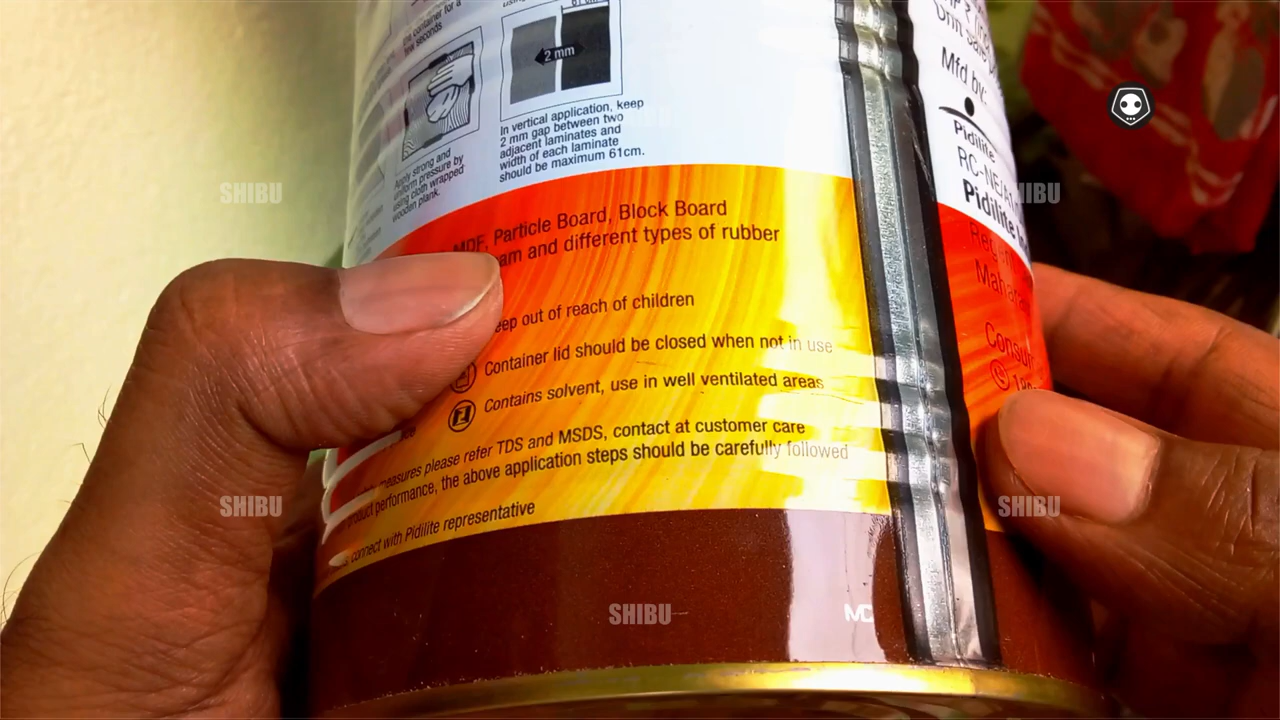 container for a
few seconds
Apply strong and
uniform pressure by
using cloth wrapped
wooden plank.
2 mm
In vertical application, keep
2 mm gap between two
adjacent laminates and
width of each laminate
should be maximum 61cm.
MDF, Particle Board, Block Board
and different types of rubber
out of reach of children
Container lid should be closed when not in use
Contains solvent, use in well ventilated areas
measures please refer TDS and MSDS, contact at customer care
product performance, the above application steps should be carefully followed
connect with Pidilite representative
Mfd by:
Pidilite
Pidilite
SHIBU
SHIBU
SHIBU
SHIBU
SHIBU